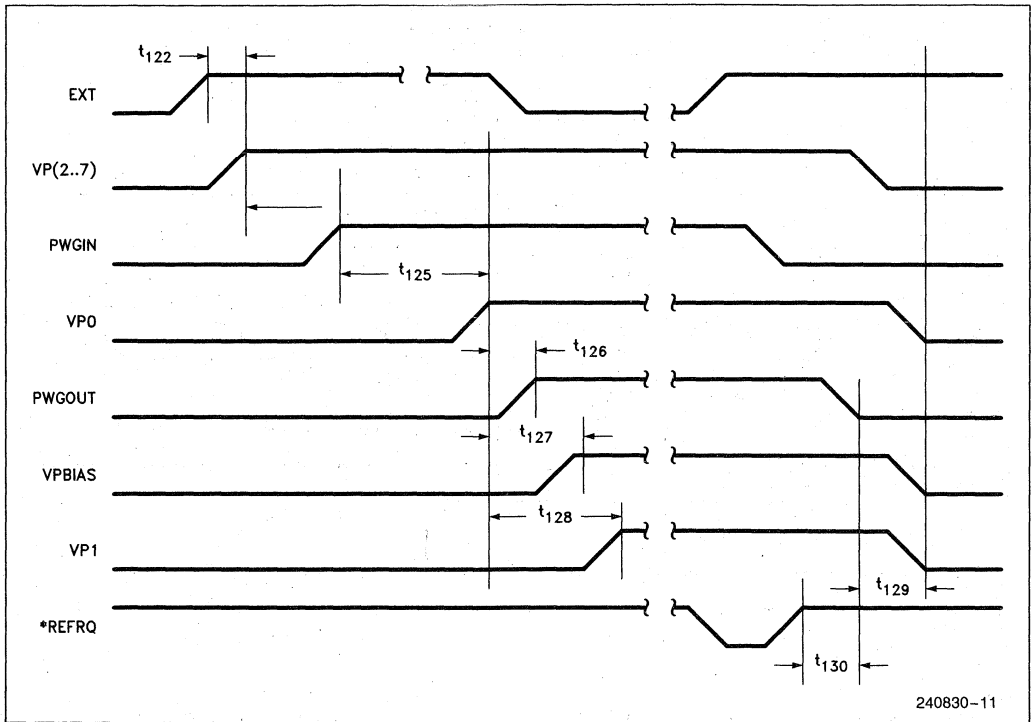 t122
EXT
VP(2..7)
PWGIN
t125
VP0
t126
PWGOUT
t127
VPBIAS
t128
VP1
t129
*REFRQ
t130
240830-11